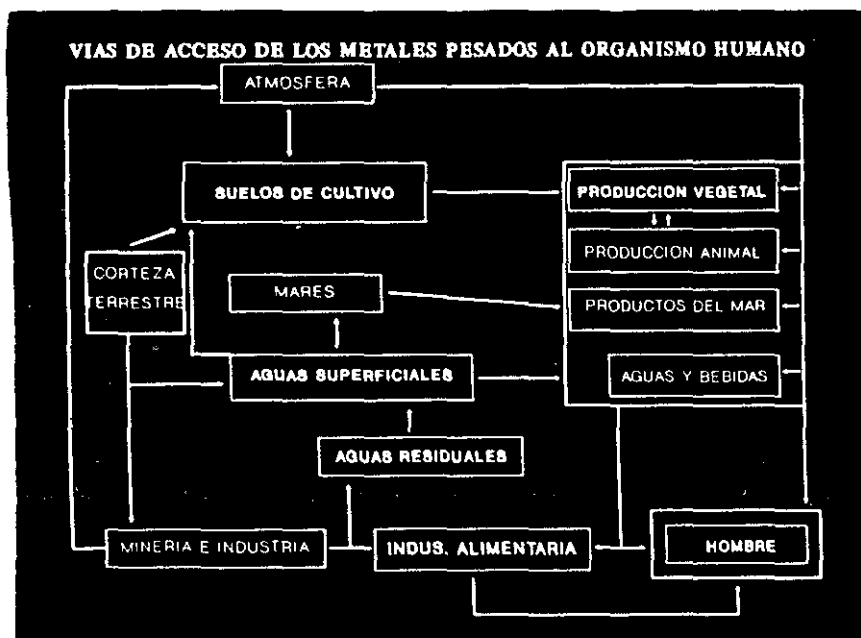 VIAS DE ACCESO DE LOS METALES PESADOS AL ORGANISMO HUMANO
ATMOSFERA
SUELOS DE CULTIVO
PRODUCCION VEGETAL
PRODUCCION ANIMAL
CORTEZA
TERRESTRE
MARES
PRODUCTOS DEL MAR
AGUAS SUPERFICIALES
AGUAS Y BEBIDAS
AGUAS RESIDUALES
MINERIA E INDUSTRIA
INDUS. ALIMENTARIA
HOMBRE